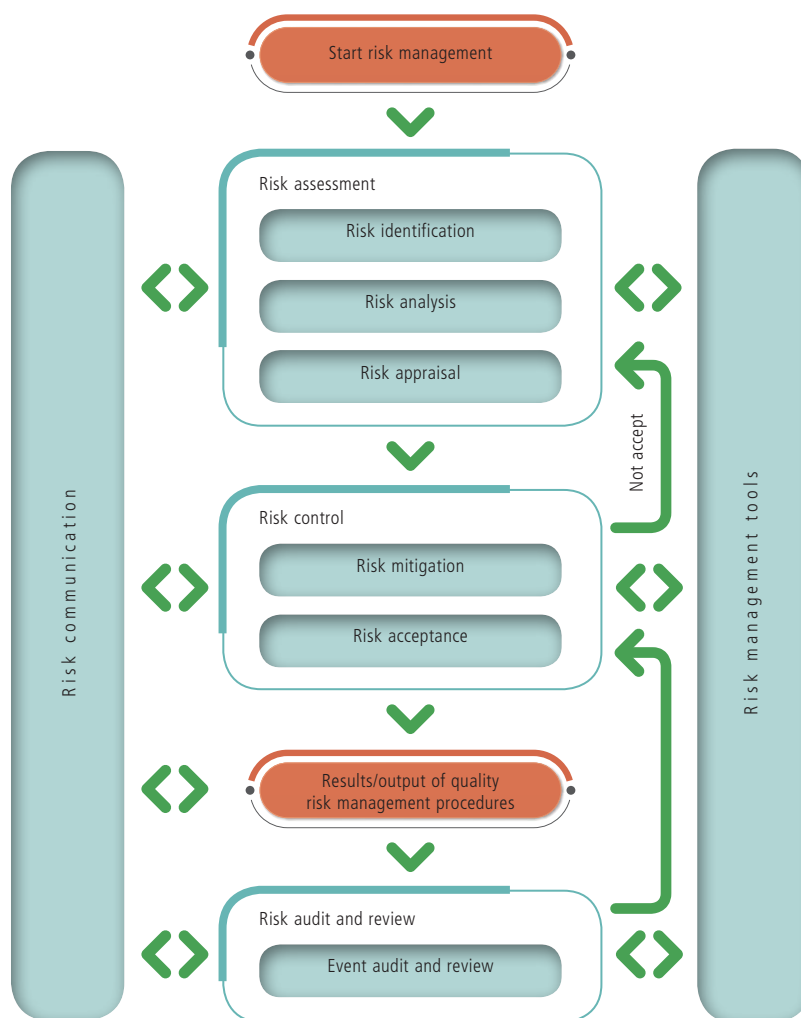 Start risk management
Risk assessment
Risk identification
Risk analysis
Risk appraisal
Not accept
Risk control
Risk mitigation
Risk acceptance
Results/output of quality
risk management procedures
Risk audit and review
Event audit and review
Risk communication
Risk management tools